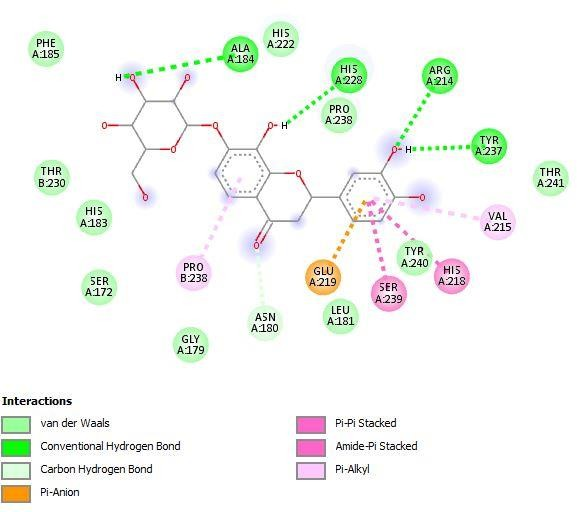 PHE
A:185
HIS
A:222
ALA
A:184
HIS
A:228
ARG
A:214
PRO
A:238
TYR
A:237
THR
B:230
THR
A:241
HIS
A:183
VAL
A:215
TYR
A:240
PRO
B:238
GLU
A:219
HIS
A:218
SER
A:172
SER
A:239
ASN
A:180
LEU
A:181
GLY
A:179
H
O
O
O
O
O
O
O
H
O
O
O
H
O
Interactions
van der Waals
Conventional Hydrogen Bond
Carbon Hydrogen Bond
Pi-Anion
Pi-Pi Stacked
Amide-Pi Stacked
Pi-Alkyl